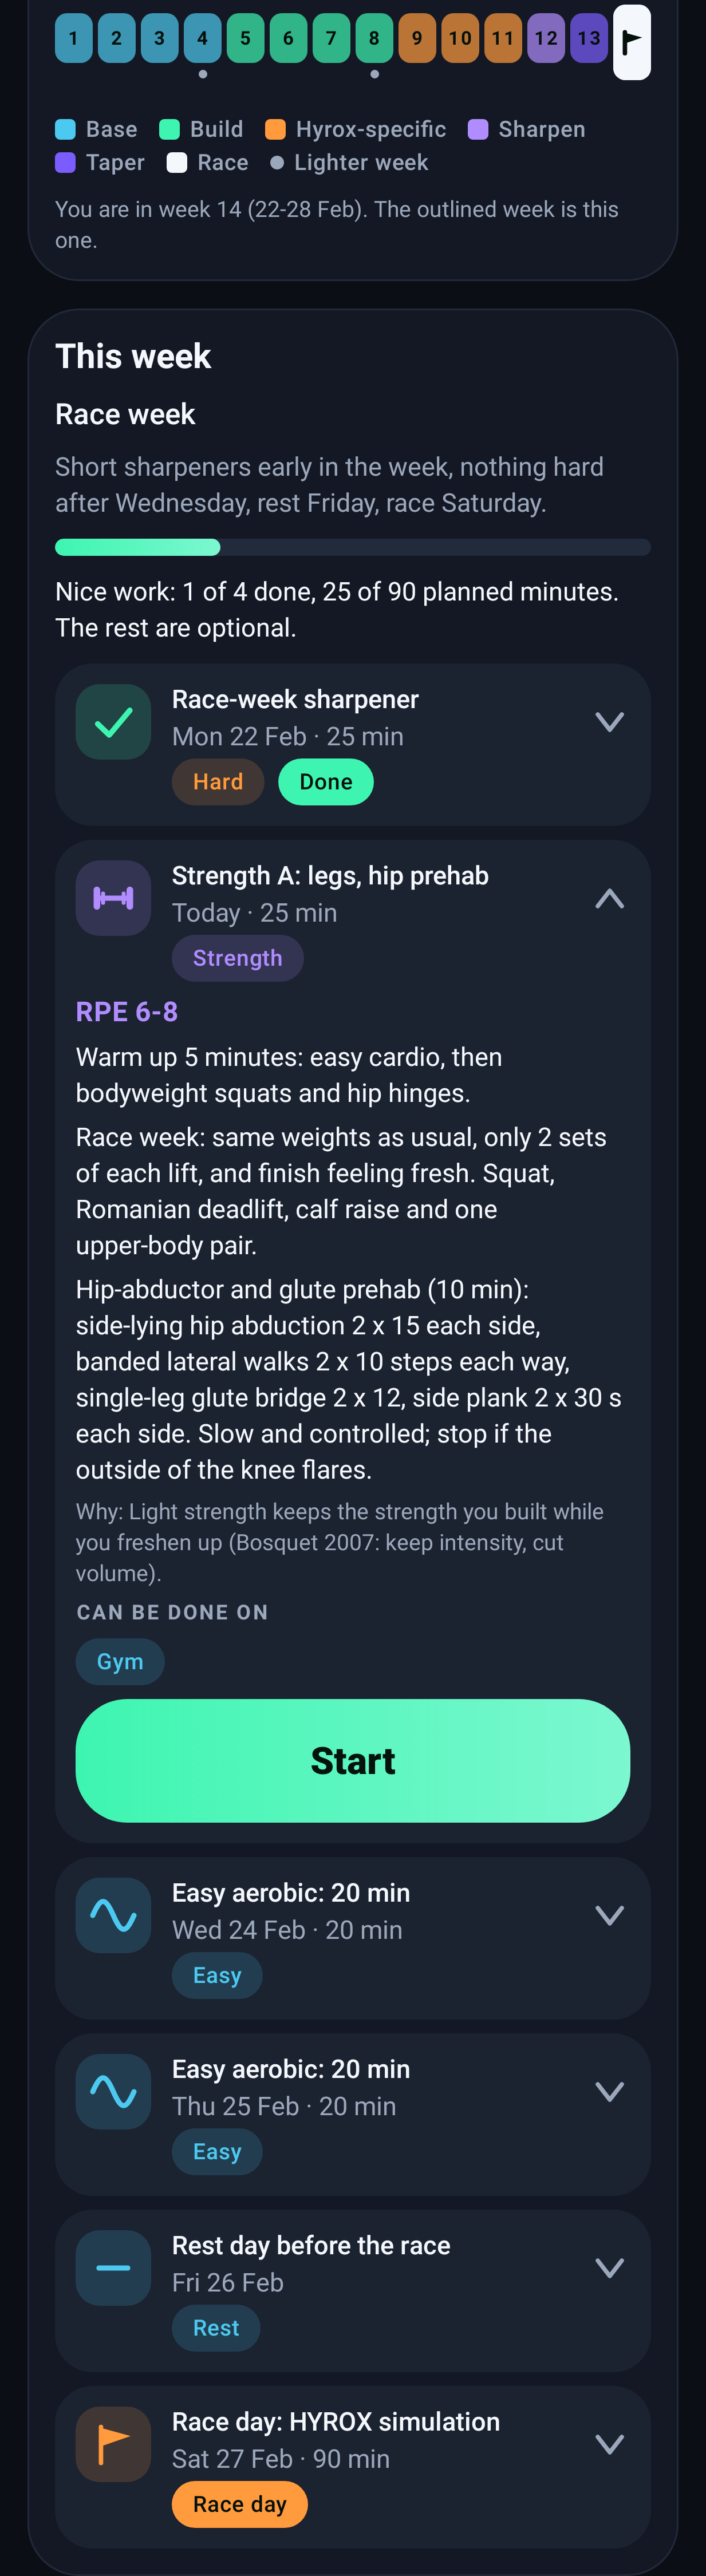 1 2 3 4 5 6 7 8 9 10 11 12 13
Base Build Hyrox-specific Sharpen
Taper Race Lighter week
You are in week 14 (22-28 Feb). The outlined week is this
one.
This week
Race week
Short sharpeners early in the week, nothing hard
after Wednesday, rest Friday, race Saturday.
Nice work: 1 of 4 done, 25 of 90 planned minutes.
The rest are optional.
Race-week sharpener
Mon 22 Feb · 25 min
Hard Done
Strength A: legs, hip prehab
Today · 25 min
Strength
RPE 6-8
Warm up 5 minutes: easy cardio, then
bodyweight squats and hip hinges.
Race week: same weights as usual, only 2 sets
of each lift, and finish feeling fresh. Squat,
Romanian deadlift, calf raise and one
upper-body pair.
Hip-abductor and glute prehab (10 min):
side-lying hip abduction 2 x 15 each side,
banded lateral walks 2 x 10 steps each way,
single-leg glute bridge 2 x 12, side plank 2 x 30 s
each side. Slow and controlled; stop if the
outside of the knee flares.
Why: Light strength keeps the strength you built while
you freshen up (Bosquet 2007: keep intensity, cut
volume).
CAN BE DONE ON
Gym
Start
Easy aerobic: 20 min
Wed 24 Feb · 20 min
Easy
Easy aerobic: 20 min
Thu 25 Feb · 20 min
Easy
Rest day before the race
Fri 26 Feb
Rest
Race day: HYROX simulation
Sat 27 Feb · 90 min
Race day